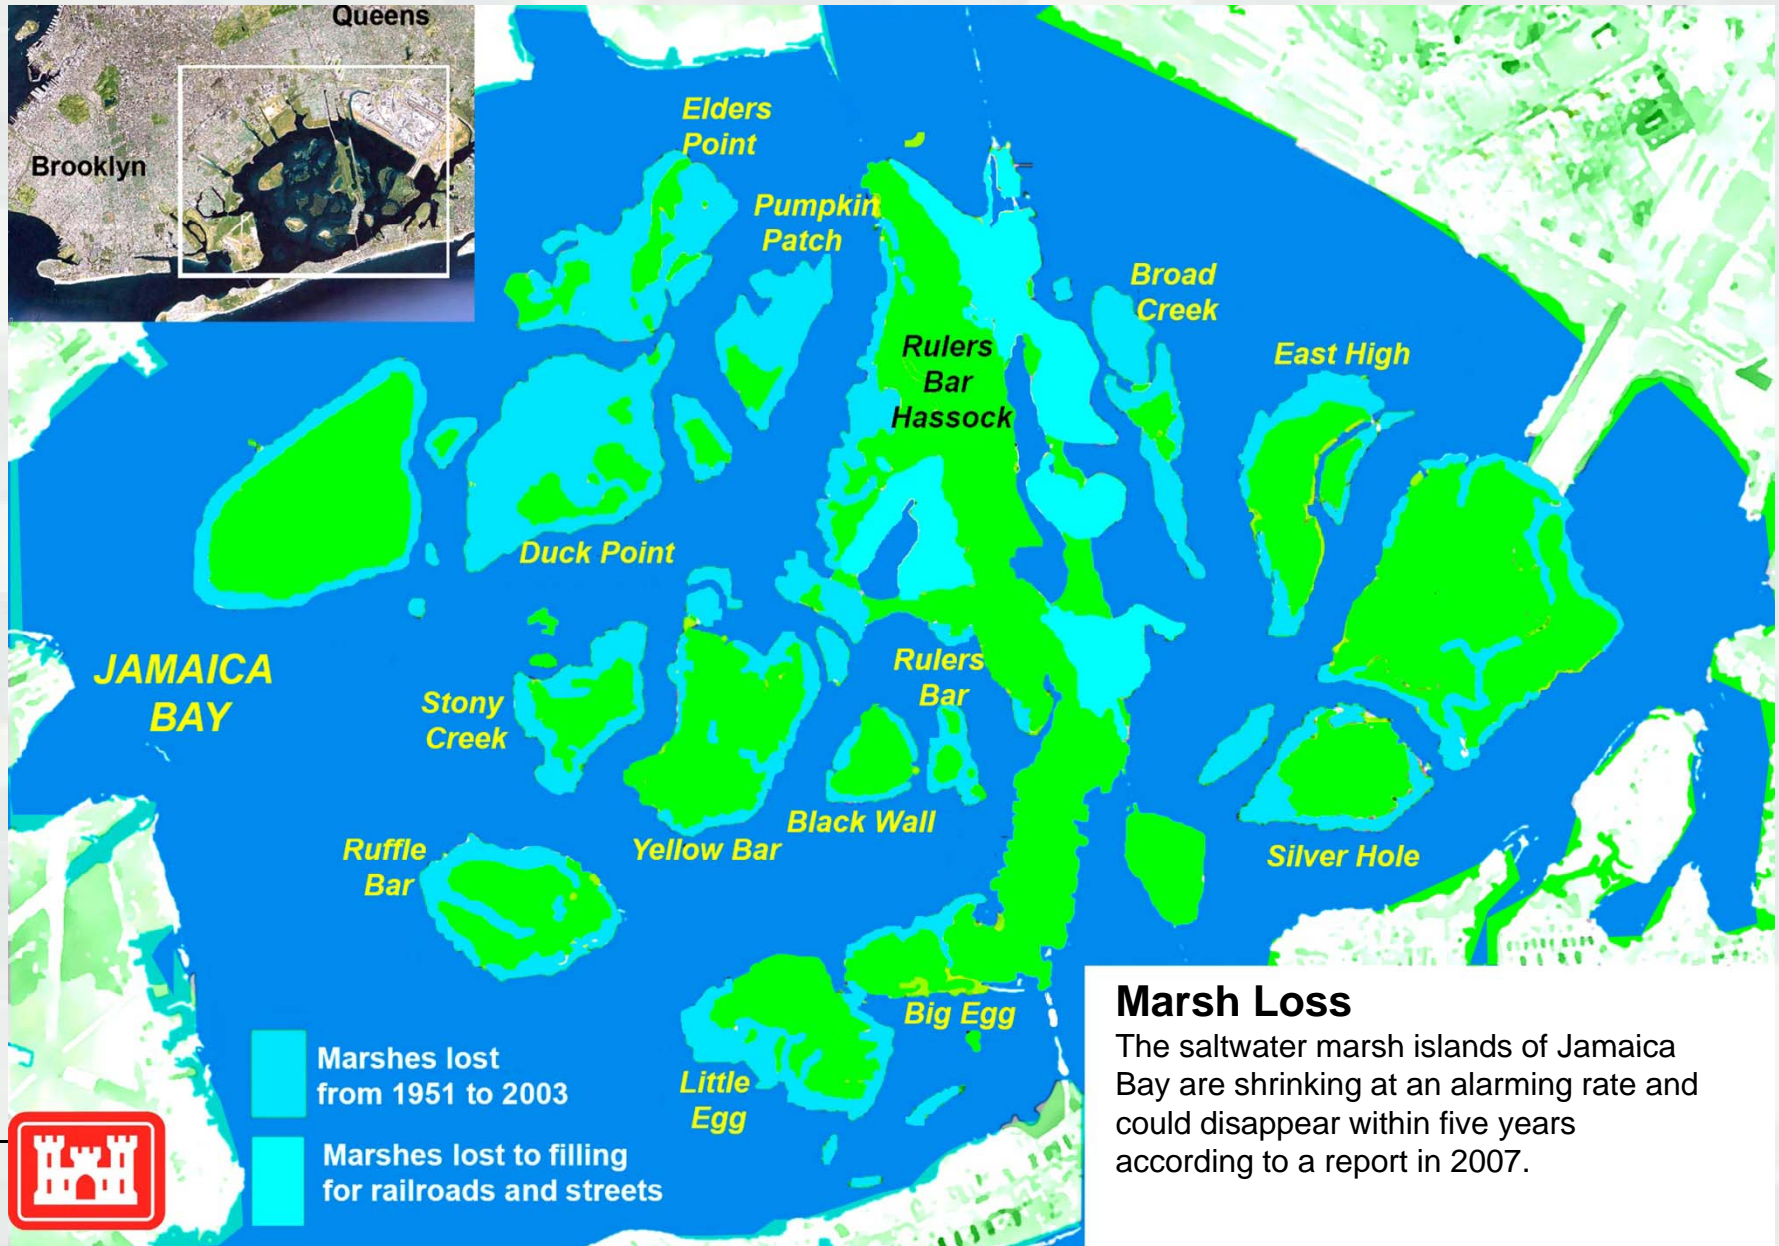 Queens
Brooklyn
Elders
Point
Pumpkin
Patch
Broad
Creek
East High
Rulers
Bar
Hassock
Duck Point
JAMAICA
BAY
Rulers
Bar
Stony
Creek
Black Wall
Yellow Bar
Ruffle
Bar
Silver Hole
Big Egg
Little
Egg
Marshes lost
from 1951 to 2003
Marshes lost to filling
for railroads and streets
Marsh Loss
The saltwater marsh islands of Jamaica
Bay are shrinking at an alarming rate and
could disappear within five years
according to a report in 2007.